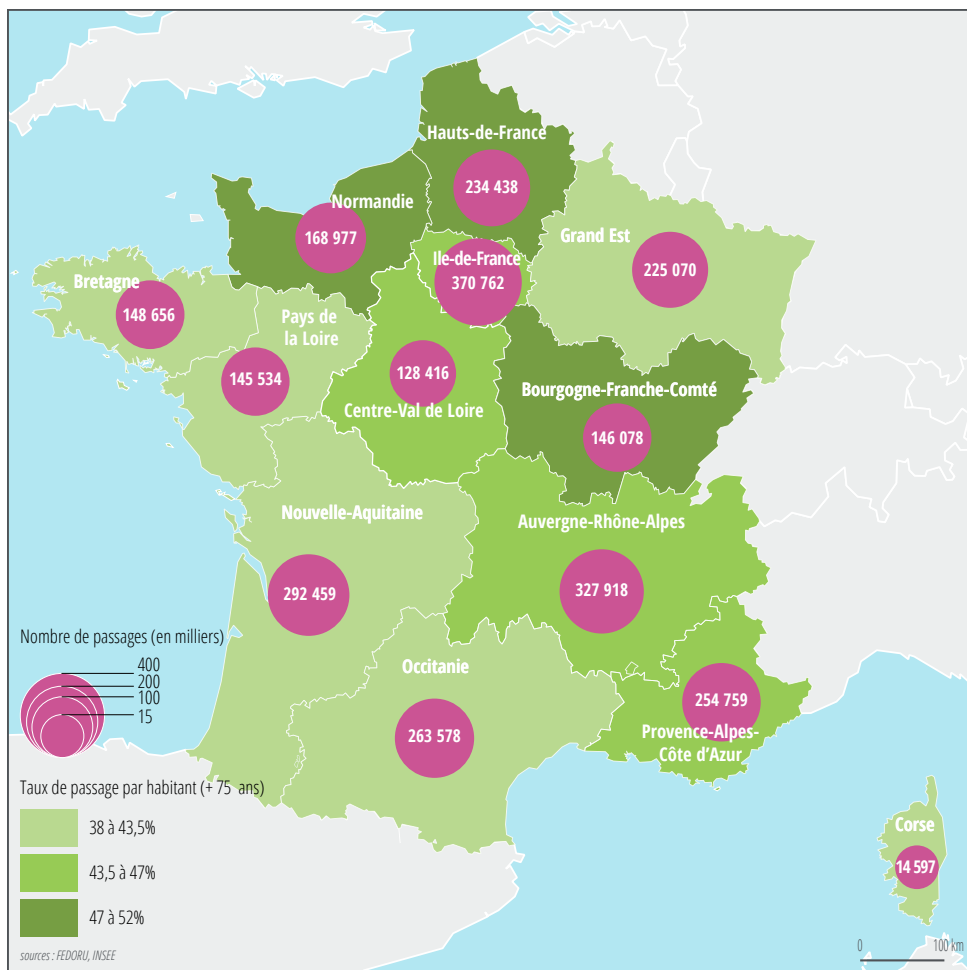 Hauts-de-France
234 438
Normandie
168 977
Ile-de-France
370 762
Grand Est
225 070
Bretagne
148 656
Pays de
la Loire
145 534
128 416
Centre-Val de Loire
Bourgogne-Franche-Comté
146 078
Nouvelle-Aquitaine
292 459
Auvergne-Rhône-Alpes
327 918
Occitanie
263 578
254 759
Provence-Alpes-
Côte d'Azur
Corse
14 597
Nombre de passages (en milliers)
400
200
100
15
Taux de passage par habitant (+ 75 ans)
38 à 43,5%
43,5 à 47%
47 à 52%
sources : FEDORU, INSEE
0 100 km